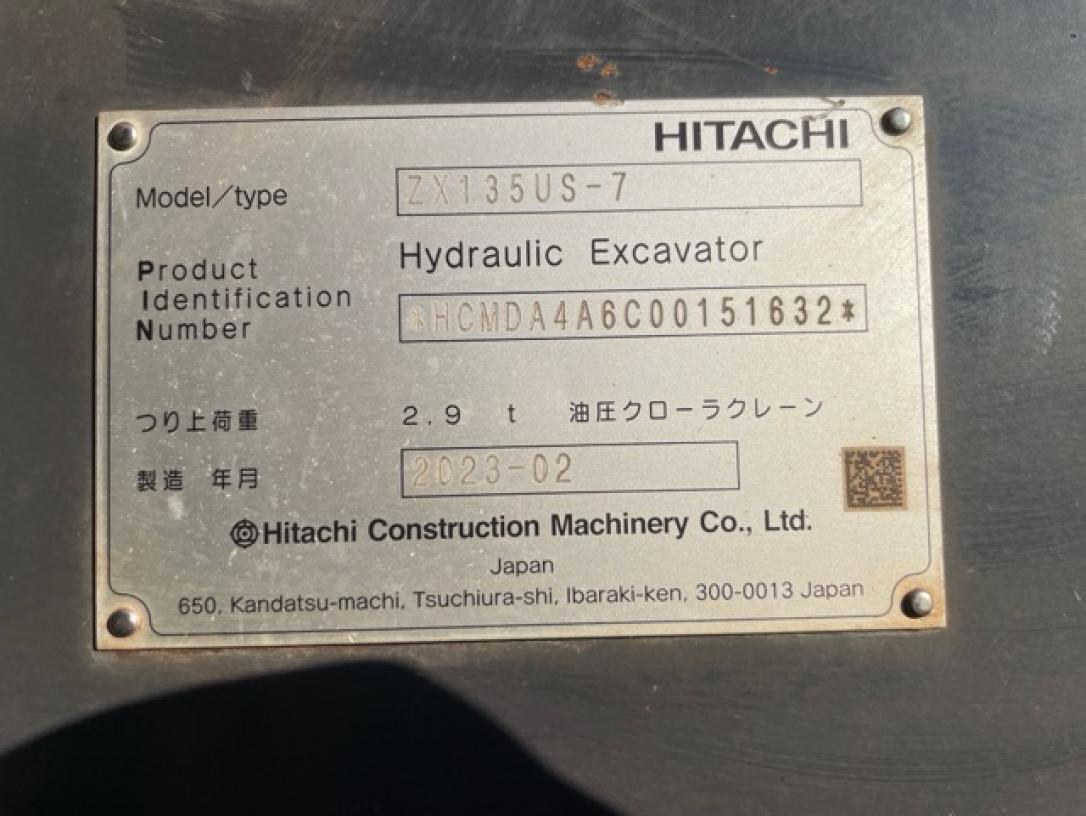 HITACHI
Model/type ZX135US-7
Hydraulic Excavator
Product
Identification
Number *HCMDA4A6C00151632*
つり上荷重 2.9 t 油圧クローラクレーン
製造 年月 2023-02
Hitachi Construction Machinery Co., Ltd.
Japan
650, Kandatsu-machi, Tsuchiura-shi, Ibaraki-ken, 300-0013 Japan